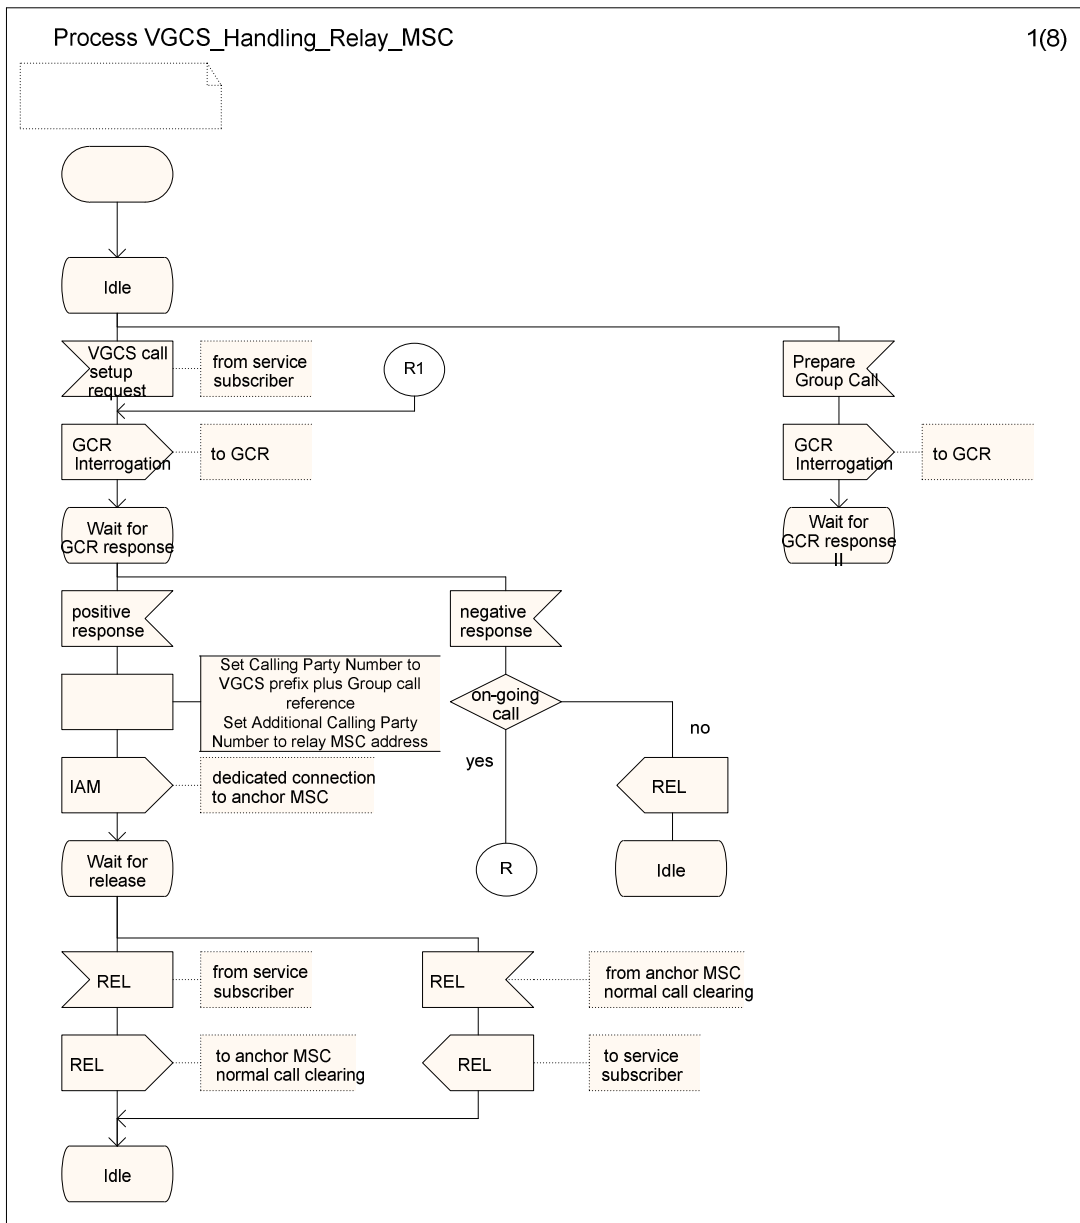 Process VGCS_Handling_Relay_MSC
1(8)
Idle
VGCS call
setup
request
from service
subscriber
R1
Prepare
Group Call
GCR
Interrogation
to GCR
GCR
Interrogation
to GCR
Wait for
GCR response
Wait for
GCR response
II
positive
response
negative
response
Set Calling Party Number to
VGCS prefix plus Group call
reference
Set Additional Calling Party
Number to relay MSC address
on-going
call
no
yes
IAM
dedicated connection
to anchor MSC
REL
Wait for
release
R
Idle
REL
from service
subscriber
REL
from anchor MSC
normal call clearing
REL
to anchor MSC
normal call clearing
REL
to service
subscriber
Idle